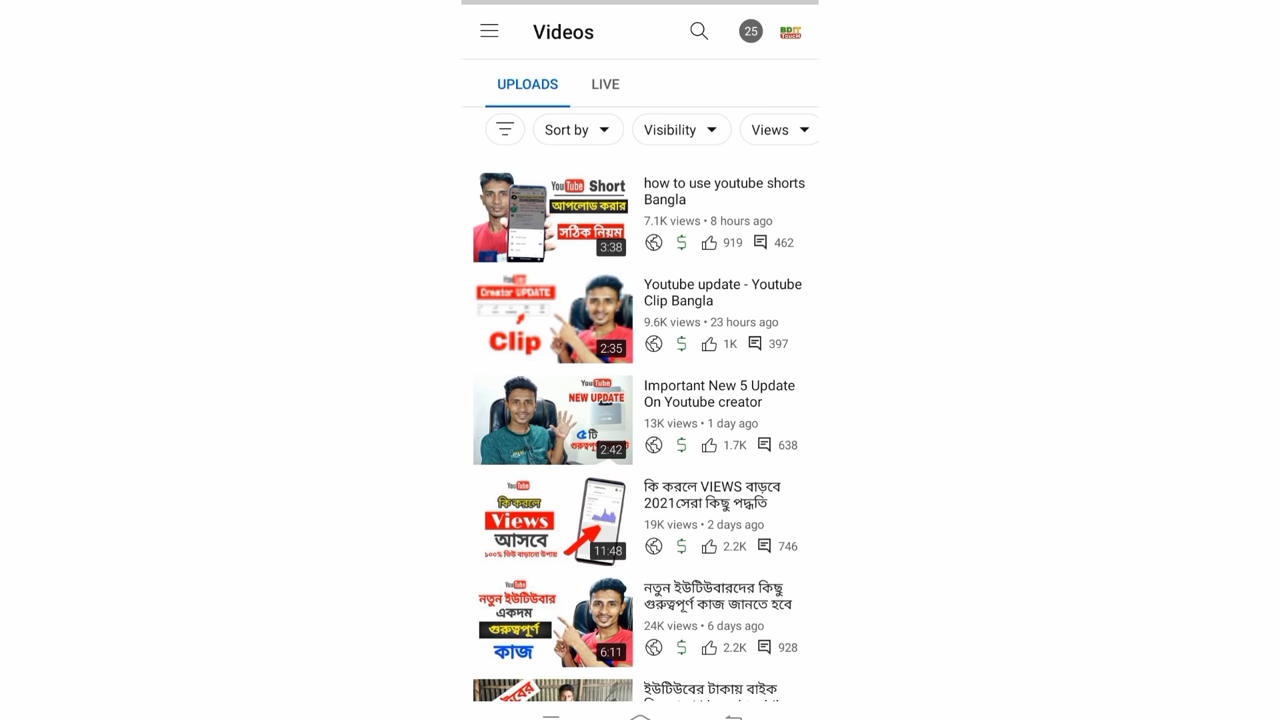 Videos
25
BDIT
TOUCH
UPLOADS
LIVE
Sort by
Visibility
Views
YouTube Short
আপলোড করার
সঠিক নিয়ম
3:38
how to use youtube shorts
Bangla
7.1K views • 8 hours ago
919
462
Creator UPDATE
Clip
2:35
Youtube update - Youtube
Clip Bangla
9.6K views • 23 hours ago
1K
397
YouTube
NEW UPDATE
৫ টি
2:42
Important New 5 Update
On Youtube creator
13K views • 1 day ago
1.7K
638
YouTube
কি করলে
Views
আসবে
১০০% ভিউ বাড়ানো উপায়
11:48
কি করলে VIEWS বাড়বে
2021সেরা কিছু পদ্ধতি
19K views • 2 days ago
2.2K
746
YouTube
নতুন ইউটিউবার
একদম
গুরুত্বপূর্ণ
কাজ
6:11
নতুন ইউটিউবারদের কিছু
গুরুত্বপূর্ণ কাজ জানতে হবে
24K views • 6 days ago
2.2K
928
ইউটিউবের টাকায় বাইক